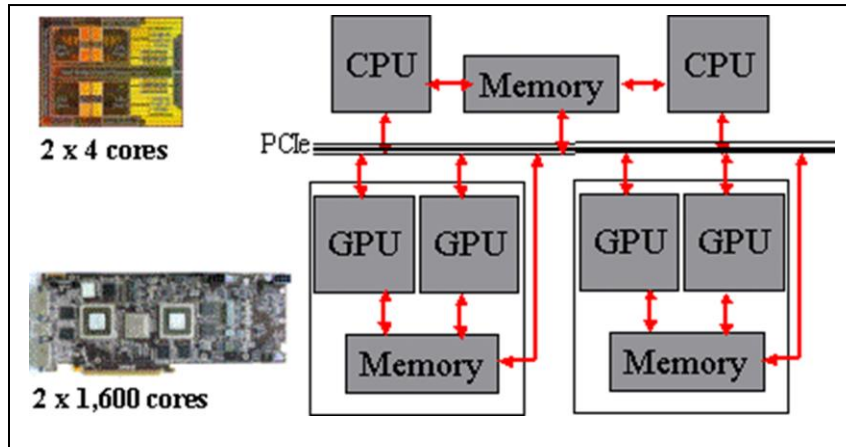 CPU
Memory
CPU
2 x 4 cores
PCIe
GPU
GPU
GPU
GPU
Memory
Memory
2 x 1,600 cores